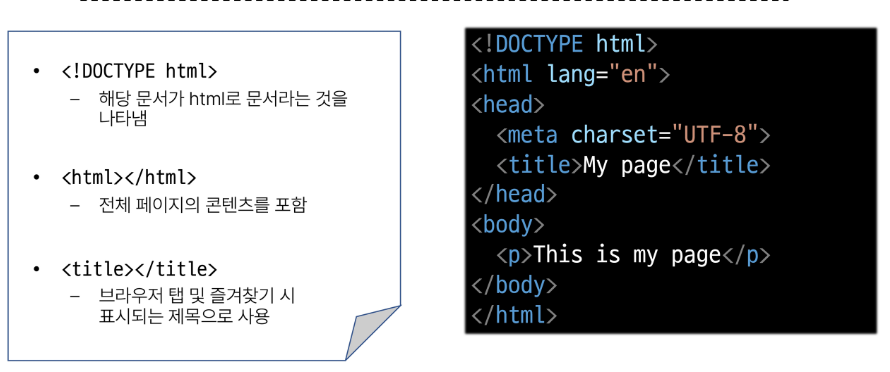 • <!DOCTYPE html>
– 해당 문서가 html로 문서라는 것을
나타냄
• <html></html>
– 전체 페이지의 콘텐츠를 포함
• <title></title>
– 브라우저 탭 및 즐겨찾기 시
표시되는 제목으로 사용
<!DOCTYPE html>
<html lang="en">
<head>
  <meta charset="UTF-8">
  <title>My page</title>
</head>
<body>
  <p>This is my page</p>
</body>
</html>